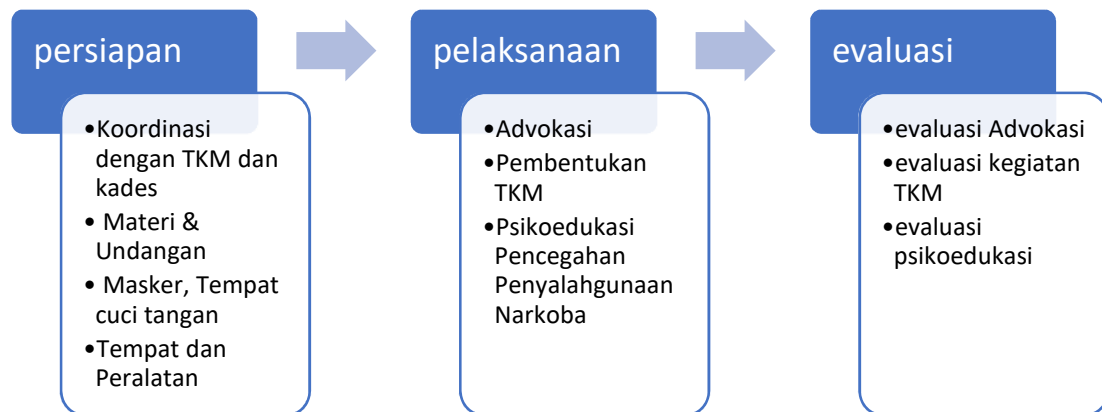 persiapan
•Koordinasi
dengan TKM dan
kades
• Materi &
Undangan
• Masker, Tempat
cuci tangan
•Tempat dan
Peralatan
pelaksanaan
•Advokasi
•Pembentukan
TKM
•Psikoedukasi
Pencegahan
Penyalahgunaan
Narkoba
evaluasi
•evaluasi Advokasi
•evaluasi kegiatan
TKM
•evaluasi
psikoedukasi